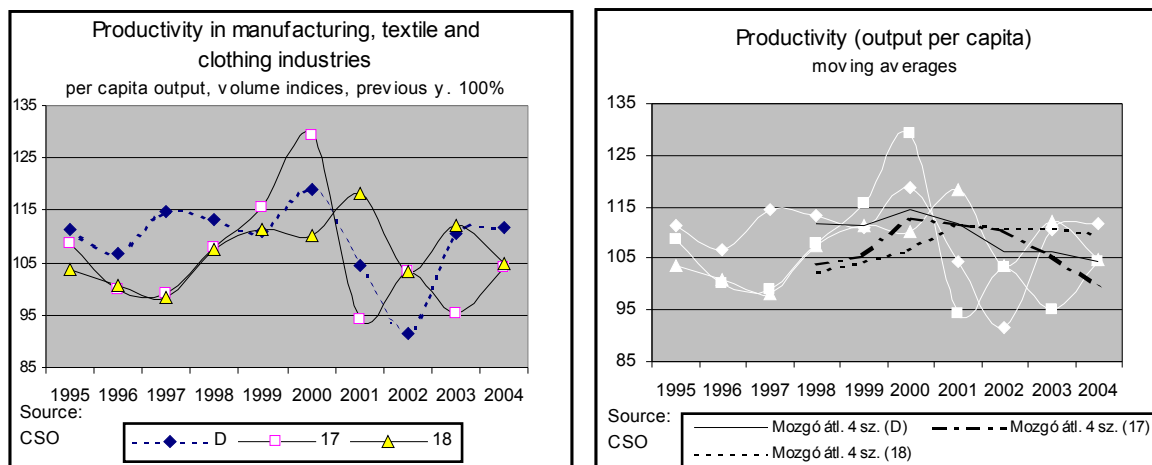 Productivity in manufacturing, textile and
clothing industries
per capita output, volume indices, previous y. 100%
135
125
115
105
95
85
1995 1996 1997 1998 1999 2000 2001 2002 2003 2004
Source:
CSO
D 17 18
Productivity (output per capita)
moving averages
135
125
115
105
95
85
1995 1996 1997 1998 1999 2000 2001 2002 2003 2004
Source:
CSO
Mozgó átl. 4 sz. (D) Mozgó átl. 4 sz. (17)
Mozgó átl. 4 sz. (18)